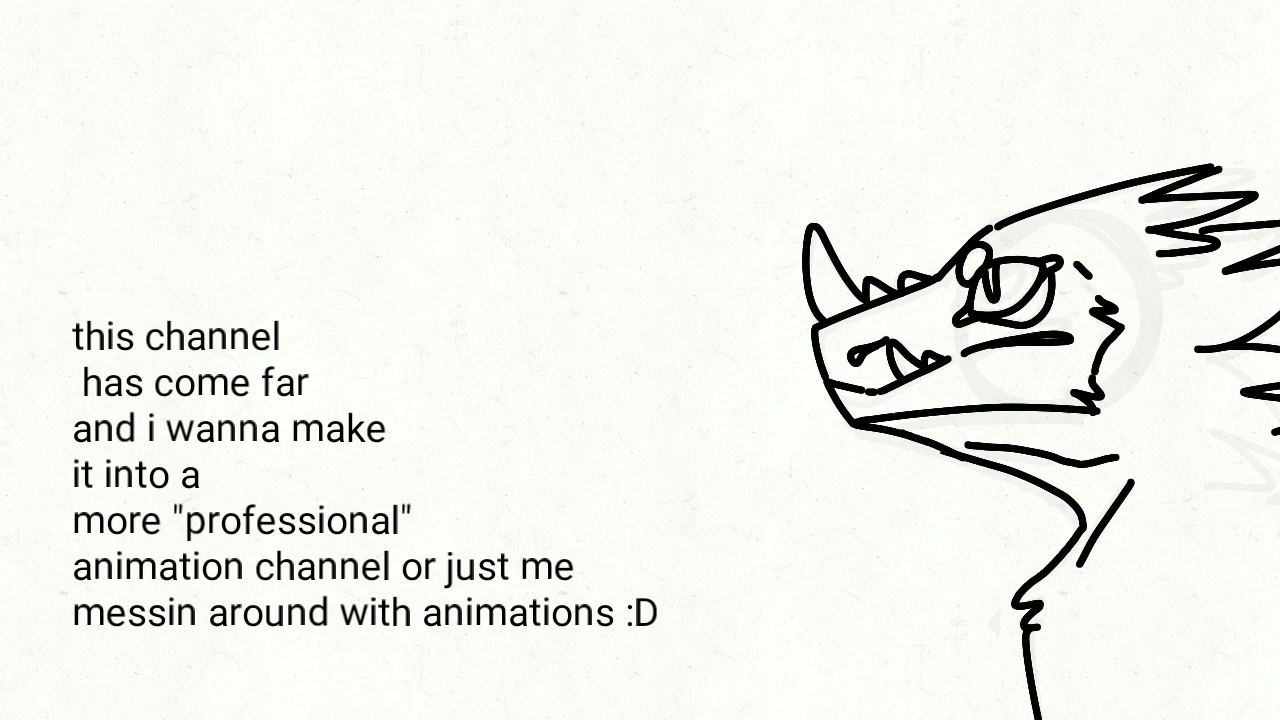 this channel
has come far
and i wanna make
it into a
more "professional"
animation channel or just me
messin around with animations :D